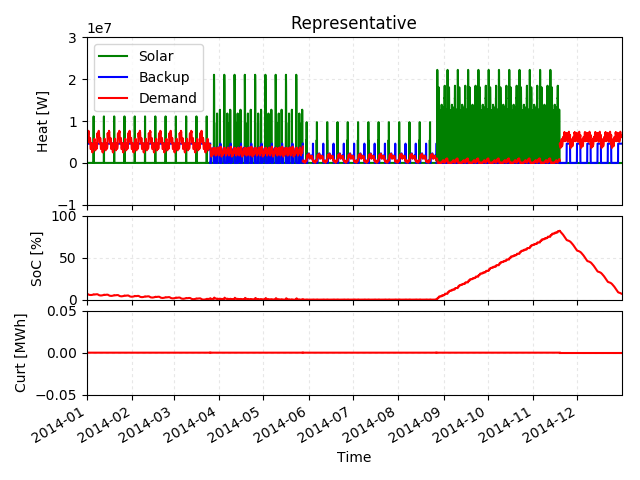 Representative
1e7
3
2
1
0
−1
Heat [W]
Solar
Backup
Demand
100
50
0
SoC [%]
0.05
0.00
−0.05
Curt [MWh]
2014-01
2014-02
2014-03
2014-04
2014-05
2014-06
2014-07
2014-08
2014-09
2014-10
2014-11
2014-12
Time